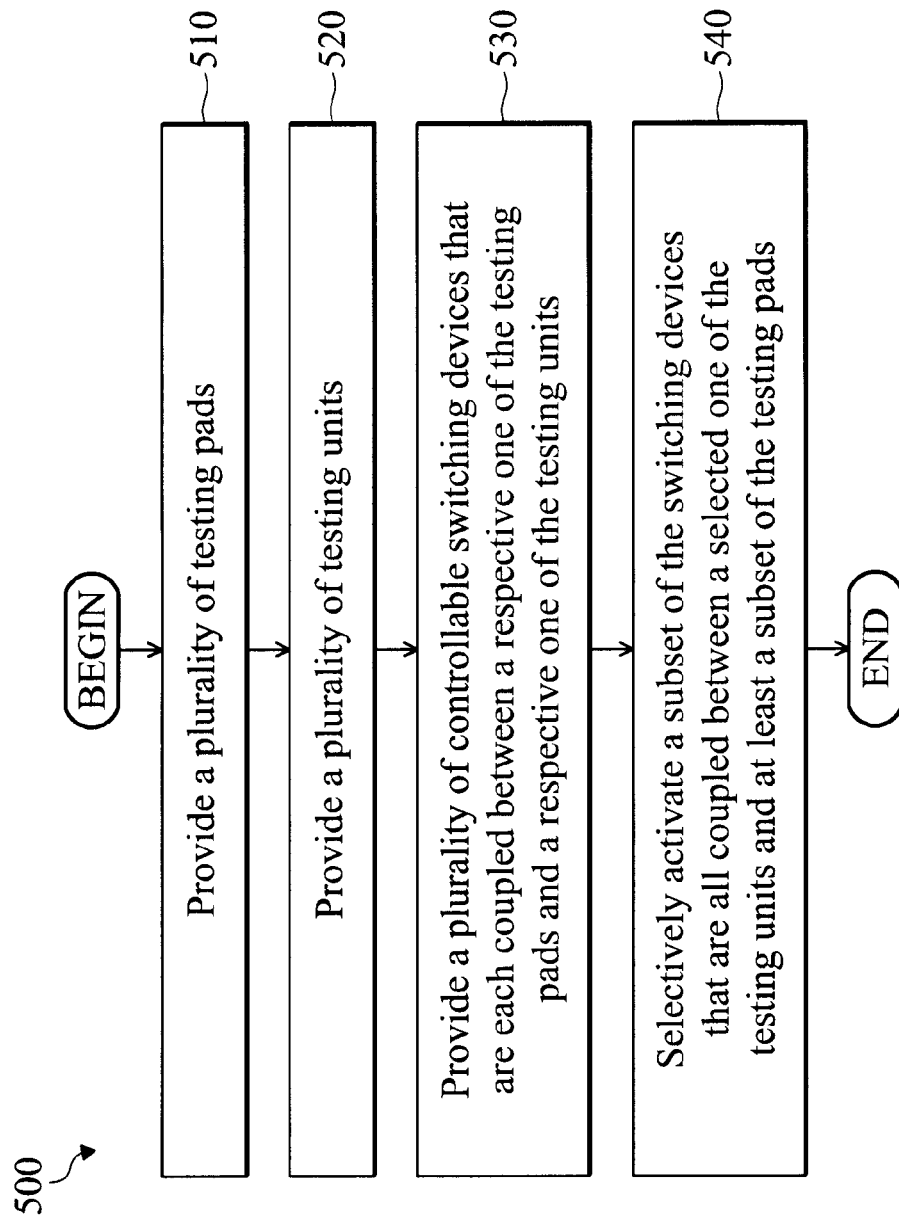 500
BEGIN
Provide a plurality of testing pads
510
Provide a plurality of testing units
520
Provide a plurality of controllable switching devices that
are each coupled between a respective one of the testing
pads and a respective one of the testing units
530
Selectively activate a subset of the switching devices
that are all coupled between a selected one of the
testing units and at least a subset of the testing pads
540
END